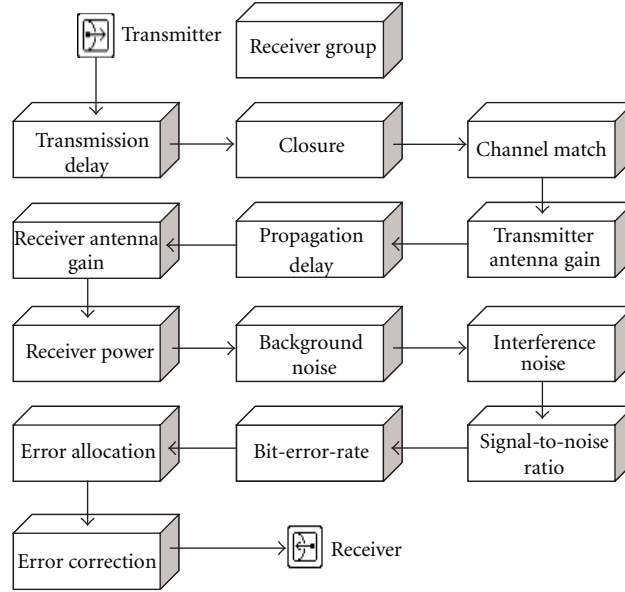 Transmitter
Receiver group
Transmission
delay
Closure
Channel match
Receiver antenna
gain
Propagation
delay
Transmitter
antenna gain
Receiver power
Background
noise
Interference
noise
Error allocation
Bit-error-rate
Signal-to-noise
ratio
Error correction
Receiver